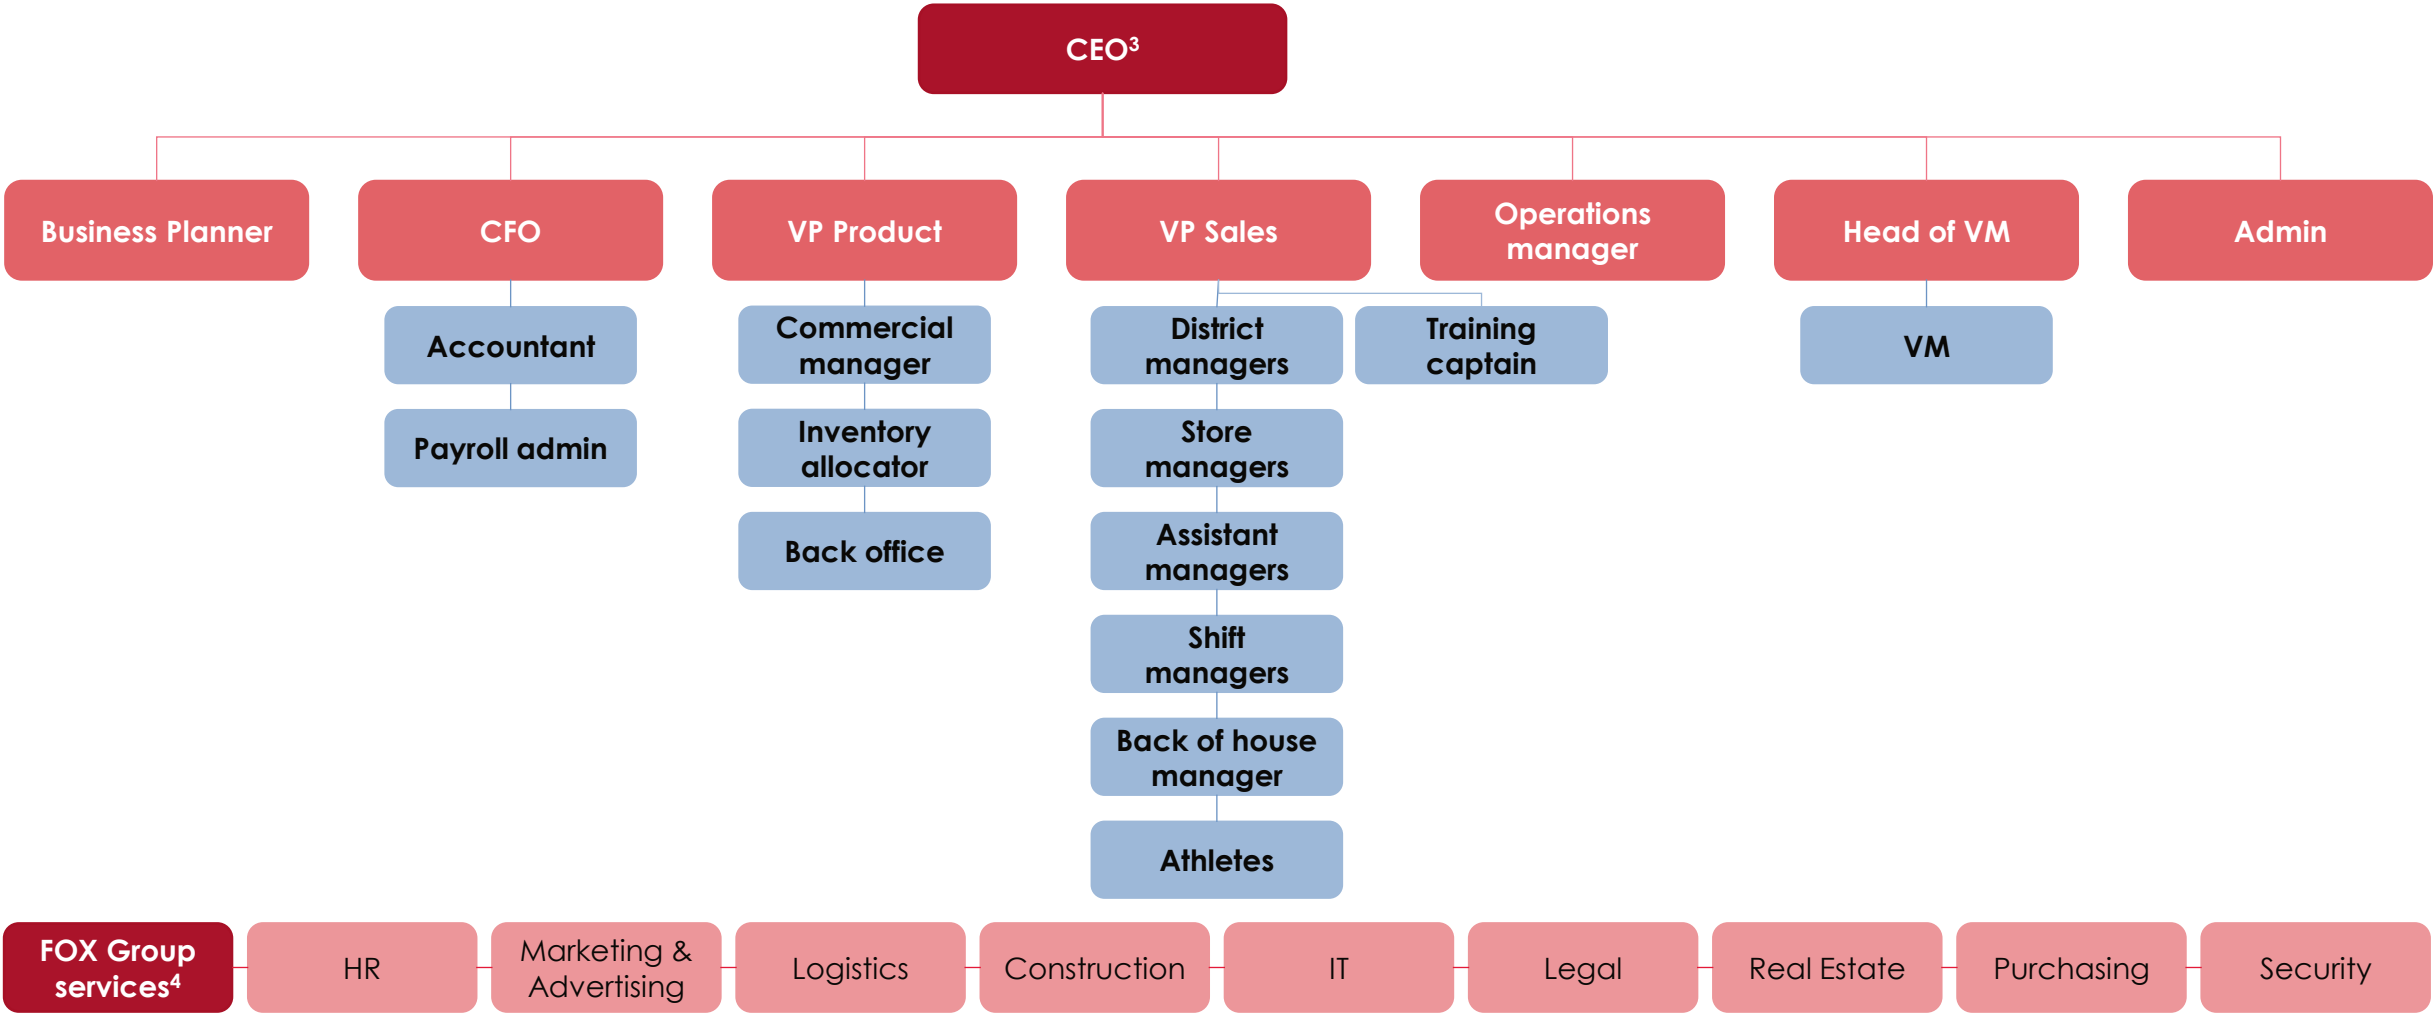 CEO³
Business Planner
CFO
VP Product
VP Sales
Operations
manager
Head of VM
Admin
Accountant
Commercial
manager
District
managers
Training
captain
VM
Payroll admin
Inventory
allocator
Store
managers
Back office
Assistant
managers
Shift
managers
Back of house
manager
Athletes
FOX Group
services⁴
HR
Marketing &
Advertising
Logistics
Construction
IT
Legal
Real Estate
Purchasing
Security